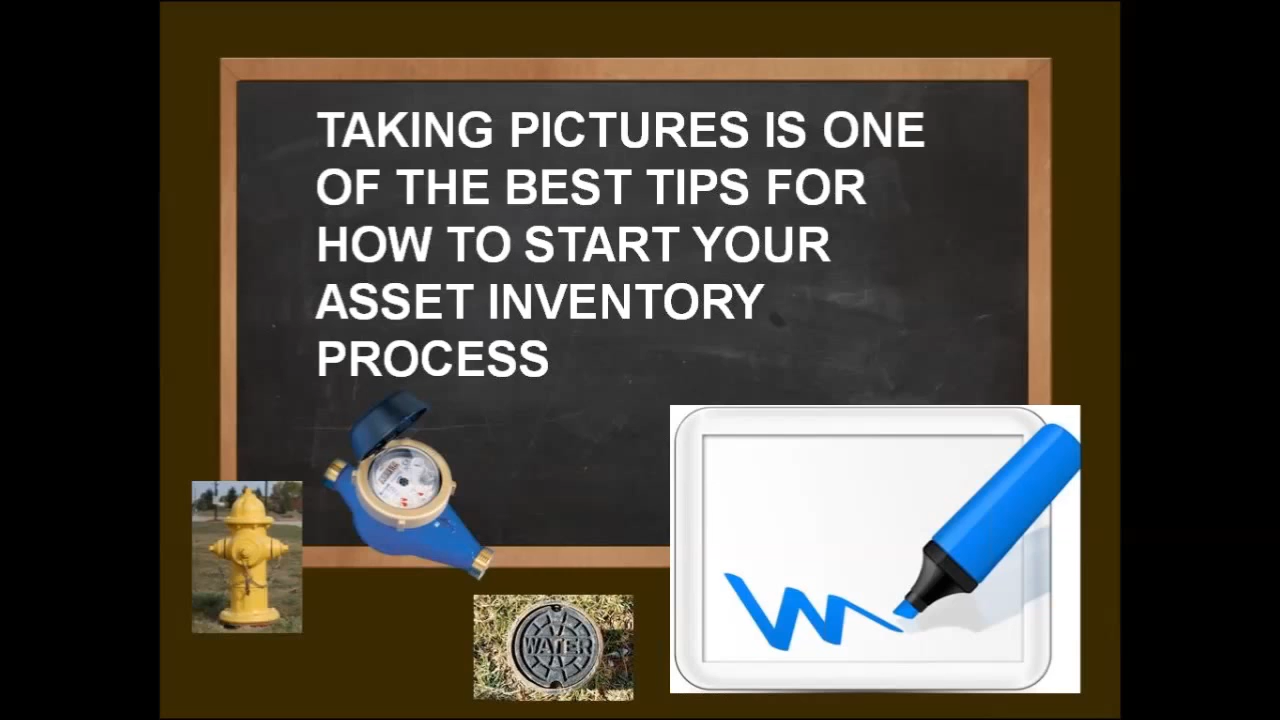 TAKING PICTURES IS ONE
OF THE BEST TIPS FOR
HOW TO START YOUR
ASSET INVENTORY
PROCESS
WATER